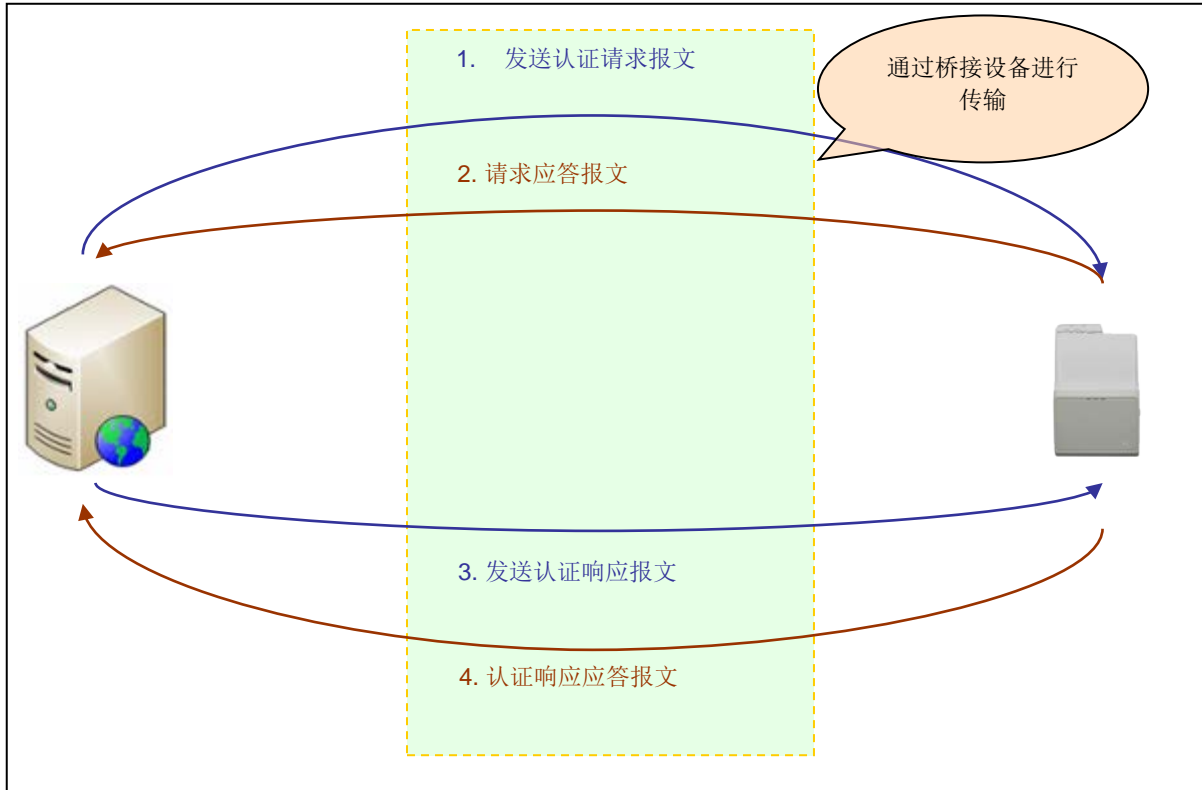 1. 发送认证请求报文
通过桥接设备进行
传输
2. 请求应答报文
3. 发送认证响应报文
4. 认证响应应答报文